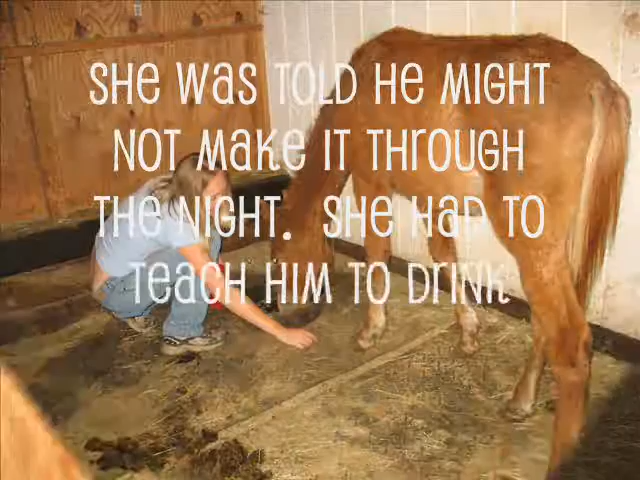 She was told he might
not make it through
the night. She had to
teach him to drink